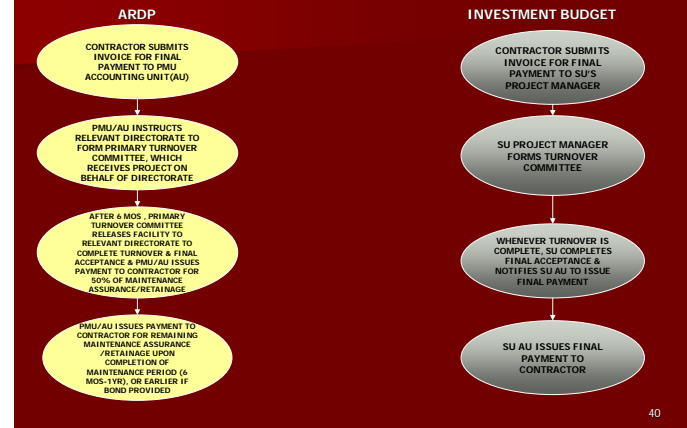 ARDP
CONTRACTOR SUBMITS
INVOICE FOR FINAL
PAYMENT TO PMU
ACCOUNTING UNIT(AU)
PMU/AU INSTRUCTS
RELEVANT DIRECTORATE TO
FORM PRIMARY TURNOVER
COMMITTEE, WHICH
RECEIVES PROJECT ON
BEHALF OF DIRECTORATE
AFTER 6 MOS , PRIMARY
TURNOVER COMMITTEE
RELEASES FACILITY TO
RELEVANT DIRECTORATE TO
COMPLETE TURNOVER & FINAL
ACCEPTANCE & PMU/AU ISSUES
PAYMENT TO CONTRACTOR FOR
50% OF MAINTENANCE
ASSURANCE/RETAINAGE
PMU/AU ISSUES PAYMENT TO
CONTRACTOR FOR REMAINING
MAINTENANCE ASSURANCE
/RETAINAGE UPON
COMPLETION OF
MAINTENANCE PERIOD (6
MOS-1YR), OR EARLIER IF
BOND PROVIDED
INVESTMENT BUDGET
CONTRACTOR SUBMITS
INVOICE FOR FINAL
PAYMENT TO SU'S
PROJECT MANAGER
SU PROJECT MANAGER
FORMS TURNOVER
COMMITTEE
WHENEVER TURNOVER IS
COMPLETE, SU COMPLETES
FINAL ACCEPTANCE &
NOTIFIES SU AU TO ISSUE
FINAL PAYMENT
SU AU ISSUES FINAL
PAYMENT TO
CONTRACTOR
40